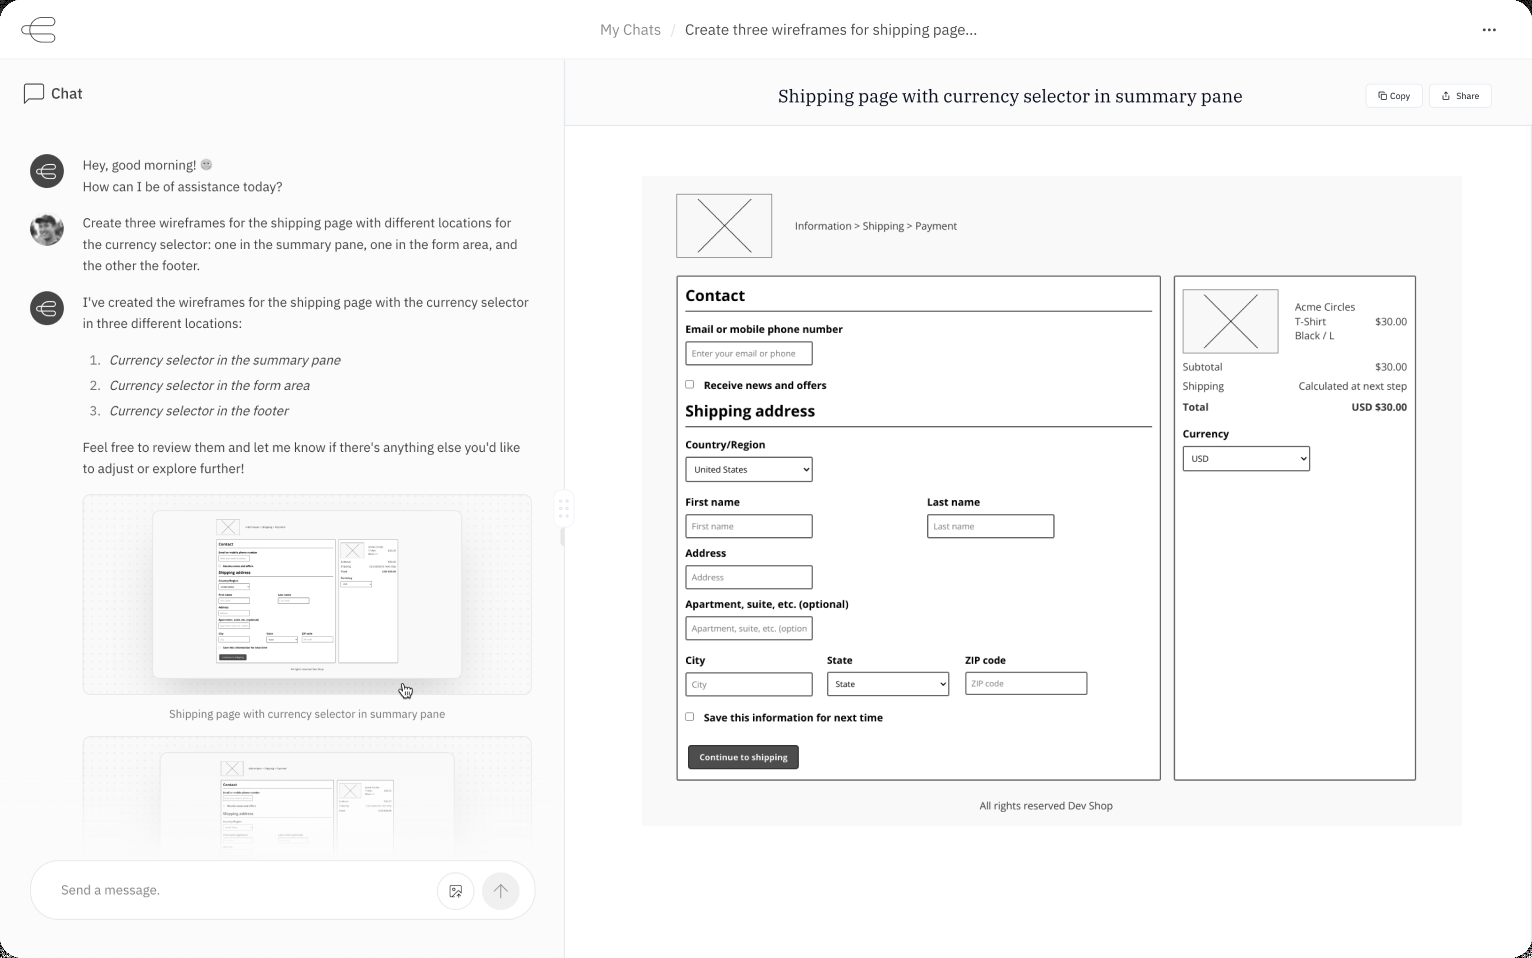 My Chats / Create three wireframes for shipping page...
Chat
Hey, good morning!
How can I be of assistance today?
Create three wireframes for the shipping page with different locations for
the currency selector: one in the summary pane, one in the form area, and
the other the footer.
I've created the wireframes for the shipping page with the currency selector
in three different locations:
1. Currency selector in the summary pane
2. Currency selector in the form area
3. Currency selector in the footer
Feel free to review them and let me know if there's anything else you'd like
to adjust or explore further!
Contact
Shipping address
Shipping page with currency selector in summary pane
Contact
Shipping address
Send a message.
Shipping page with currency selector in summary pane
Copy
Share
Information > Shipping > Payment
Contact
Email or mobile phone number
Enter your email or phone
Receive news and offers
Shipping address
Country/Region
United States
First name
Last name
First name
Last name
Address
Address
Apartment, suite, etc. (optional)
Apartment, suite, etc. (option
City
State
ZIP code
City
State
ZIP code
Save this information for next time
Continue to shipping
Acme Circles
T-Shirt
Black / L
$30.00
Subtotal $30.00
Shipping Calculated at next step
Total USD $30.00
Currency
USD
All rights reserved Dev Shop